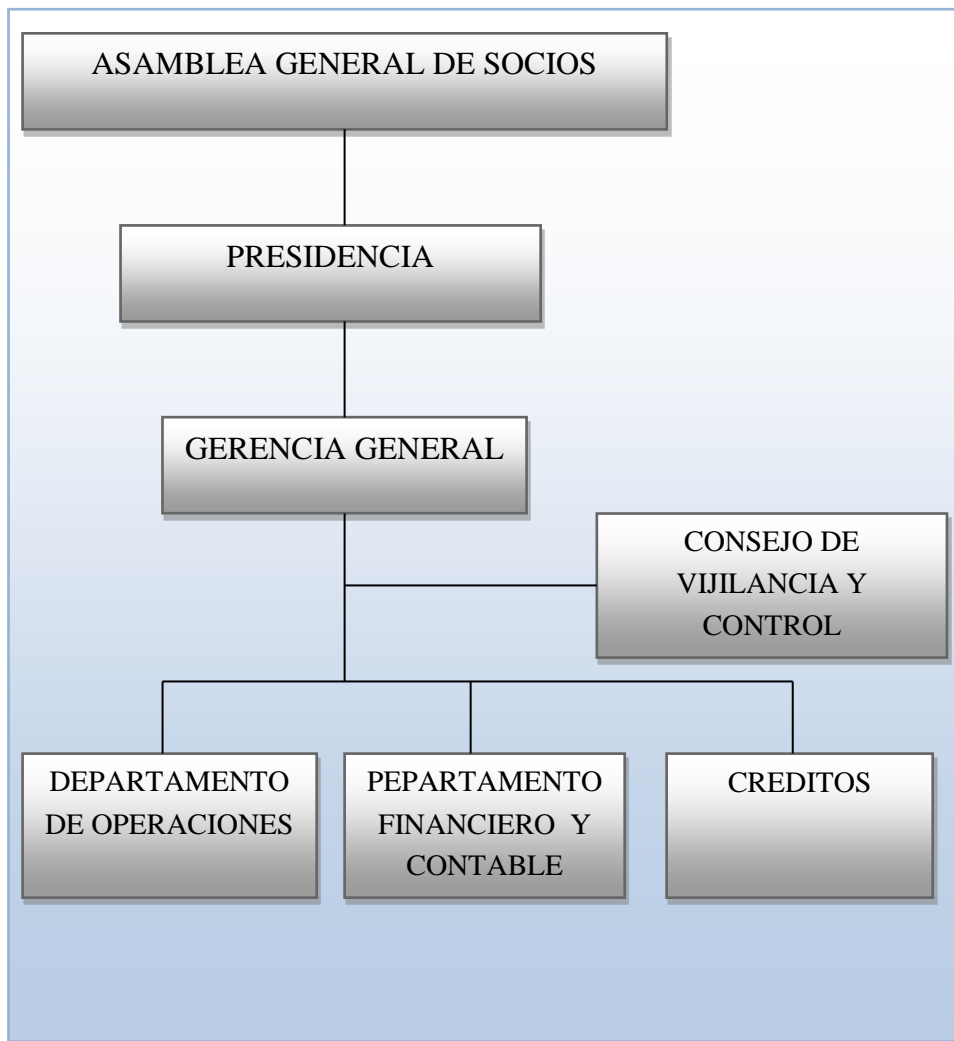 ASAMBLEA GENERAL DE SOCIOS
PRESIDENCIA
GERENCIA GENERAL
CONSEJO DE
VIJILANCIA Y
CONTROL
DEPARTAMENTO
DE OPERACIONES
PEPARTAMENTO
FINANCIERO Y
CONTABLE
CREDITOS